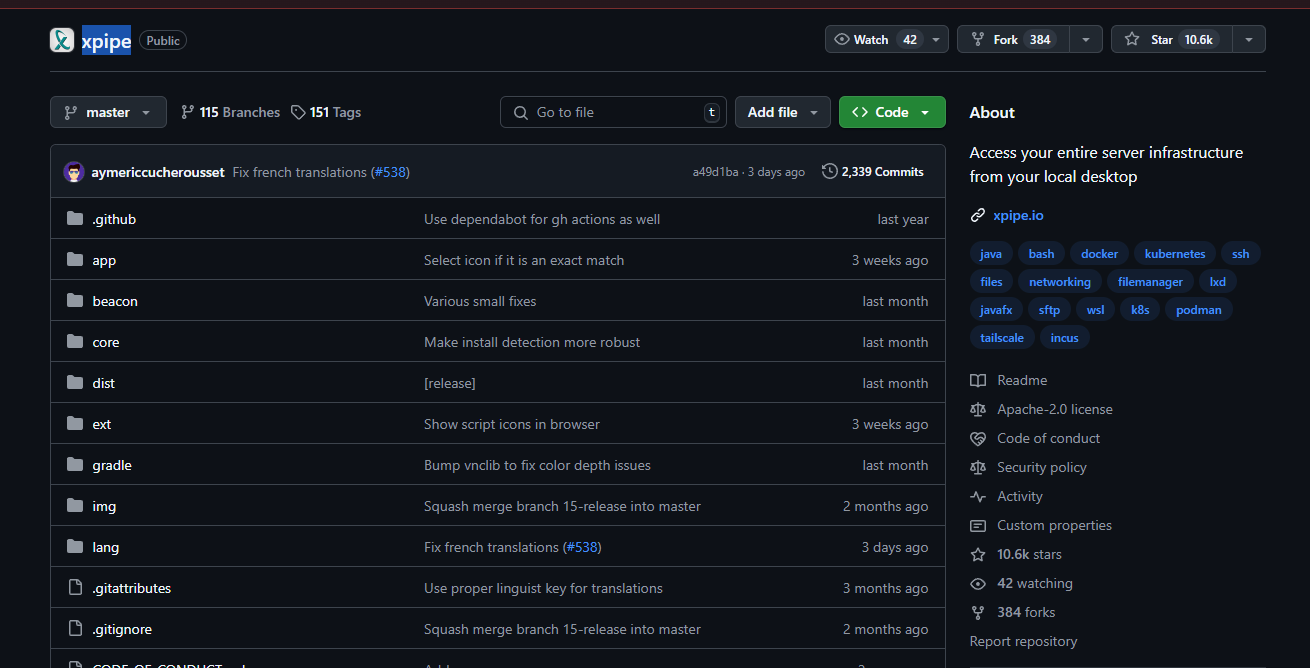 xpipe Public Watch 42 Fork 384 Star 10.6k
master 115 Branches 151 Tags Go to file t Add file Code
aymericcucherousset Fix french translations (#538) a49d1ba · 3 days ago 2,339 Commits
.github Use dependabot for gh actions as well last year
app Select icon if it is an exact match 3 weeks ago
beacon Various small fixes last month
core Make install detection more robust last month
dist [release] last month
ext Show script icons in browser 3 weeks ago
gradle Bump vnclib to fix color depth issues last month
img Squash merge branch 15-release into master 2 months ago
lang Fix french translations (#538) 3 days ago
.gitattributes Use proper linguist key for translations 3 months ago
.gitignore Squash merge branch 15-release into master 2 months ago
About
Access your entire server infrastructure
from your local desktop
xpipe.io
java bash docker kubernetes ssh
files networking filemanager lxd
javafx sftp wsl k8s podman
tailscale incus
Readme
Apache-2.0 license
Code of conduct
Security policy
Activity
Custom properties
10.6k stars
42 watching
384 forks
Report repository